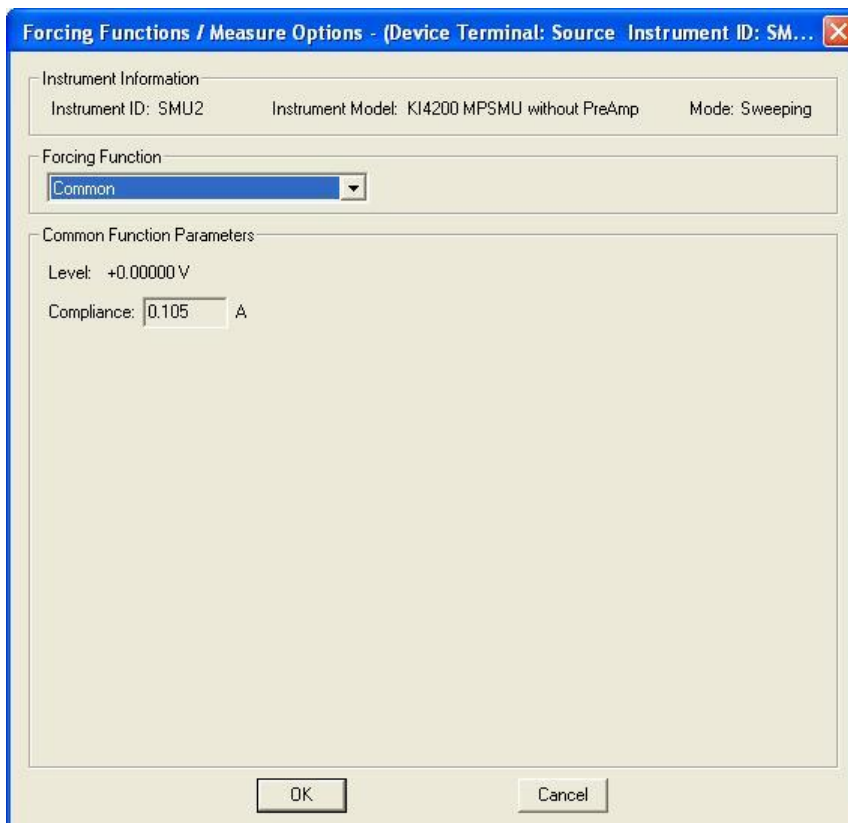 Forcing Functions / Measure Options - (Device Terminal: Source Instrument ID: SM...
Instrument Information
Instrument ID: SMU2 Instrument Model: KI4200 MPSMU without PreAmp Mode: Sweeping
Forcing Function
Common
Common Function Parameters
Level: +0.00000 V
Compliance: 0.105 A
OK Cancel